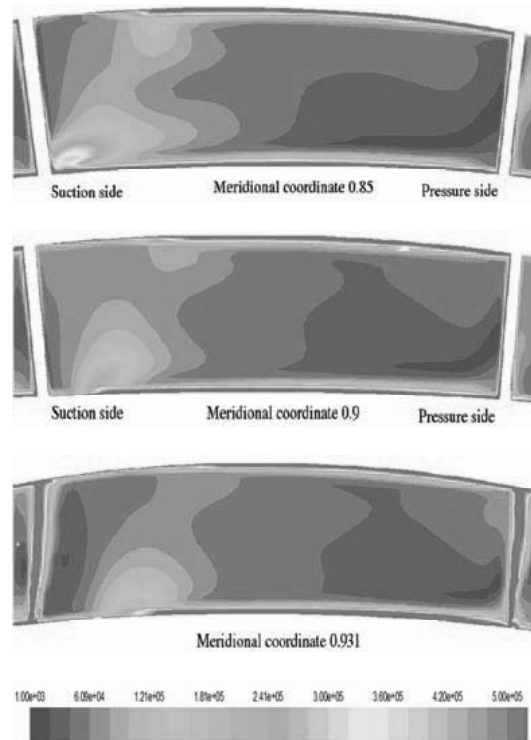 Suction side Meridional coordinate 0.85 Pressure side
Suction side Meridional coordinate 0.9 Pressure side
Meridional coordinate 0.931
1.00e+03 6.09e+04 1.21e+05 1.81e+05 2.41e+05 3.00e+05 3.60e+05 4.20e+05 5.00e+05